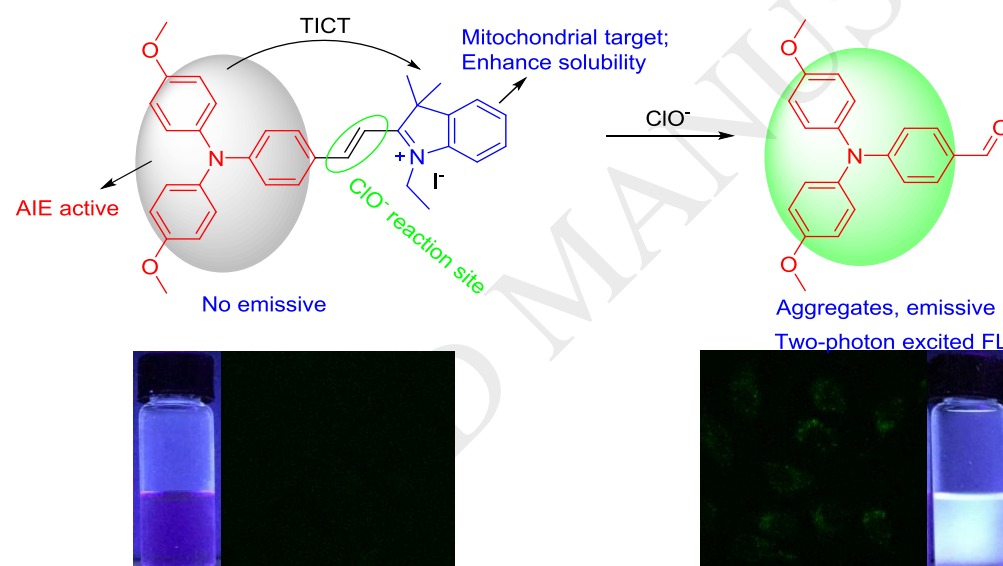 TICT
Mitochondrial target;
Enhance solubility
O
O
N
N
+
I-
AIE active
ClO- reaction site
O
No emissive
ClO-
O
N
O
O
Aggregates, emissive
Two-photon excited FL
D MANUS